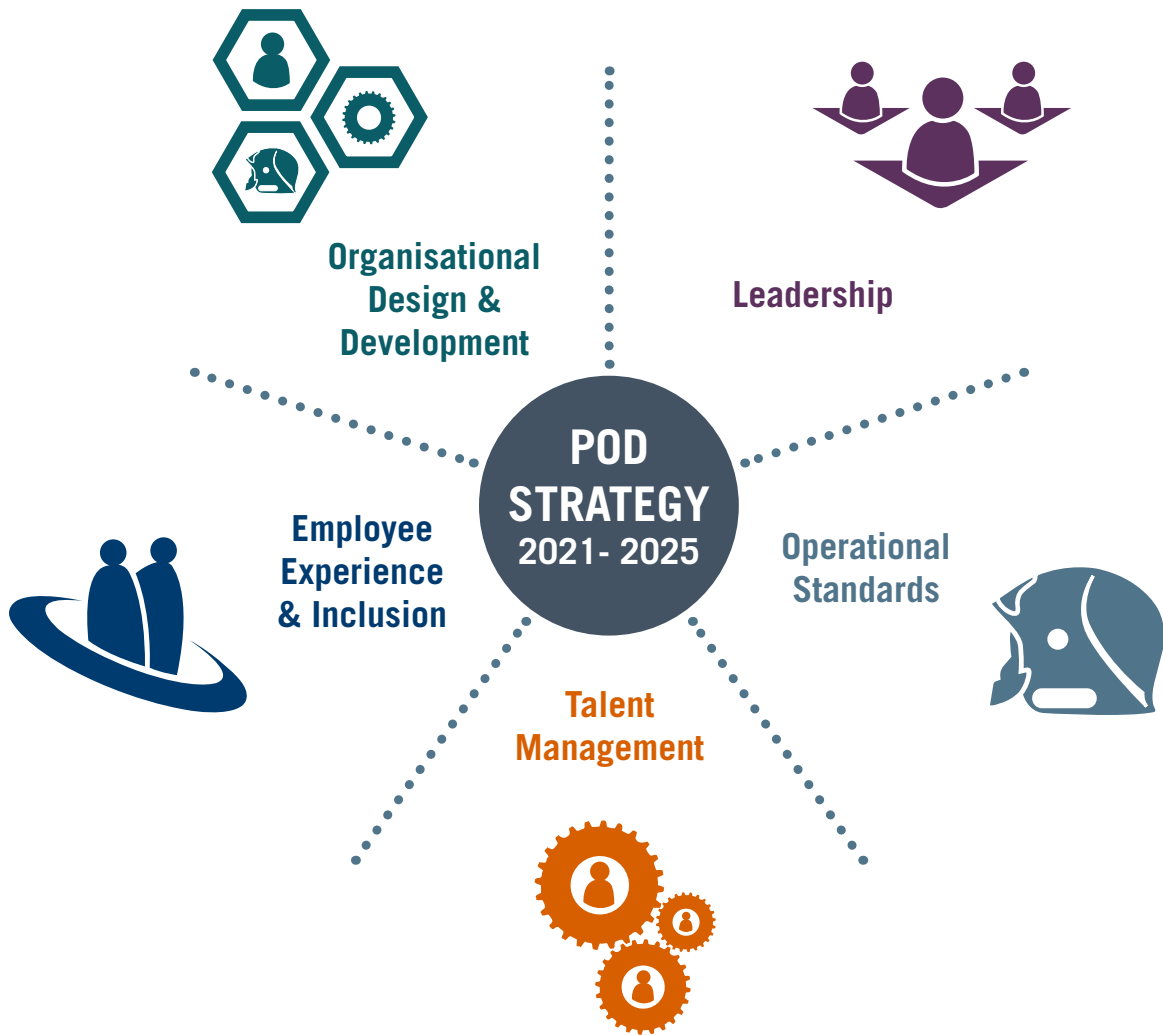 Organisational
Design &
Development
Leadership
POD
STRATEGY
2021- 2025
Employee
Experience
& Inclusion
Operational
Standards
Talent
Management